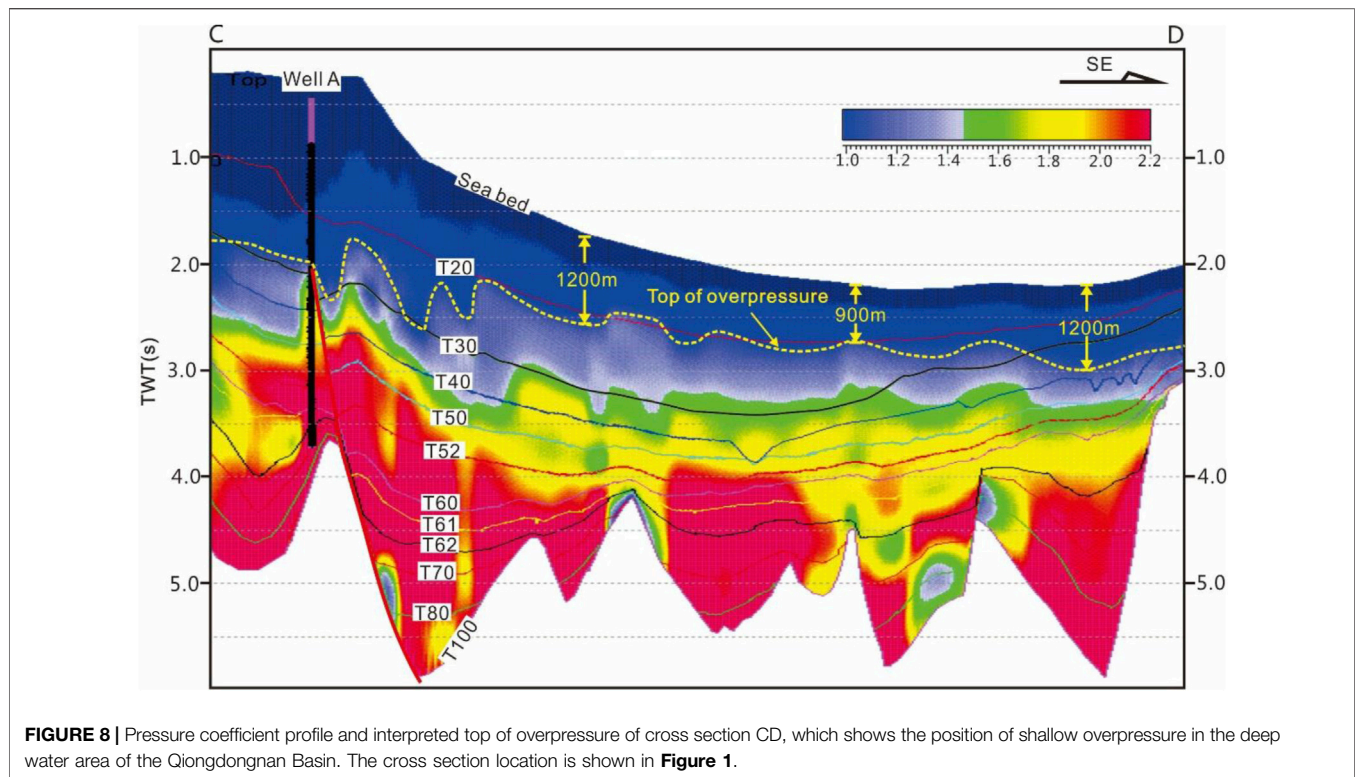 C
D
Top Well A
SE
1.0 1.2 1.4 1.6 1.8 2.0 2.2
Sea bed
TWT(s)
1.0
2.0
3.0
4.0
5.0
1.0
2.0
3.0
4.0
5.0
T20
1200m
Top of overpressure
900m
1200m
T30
T40
T50
T52
T60
T61
T62
T70
T80
T100
FIGURE 8 | Pressure coefficient profile and interpreted top of overpressure of cross section CD, which shows the position of shallow overpressure in the deep
water area of the Qiongdongnan Basin. The cross section location is shown in Figure 1.